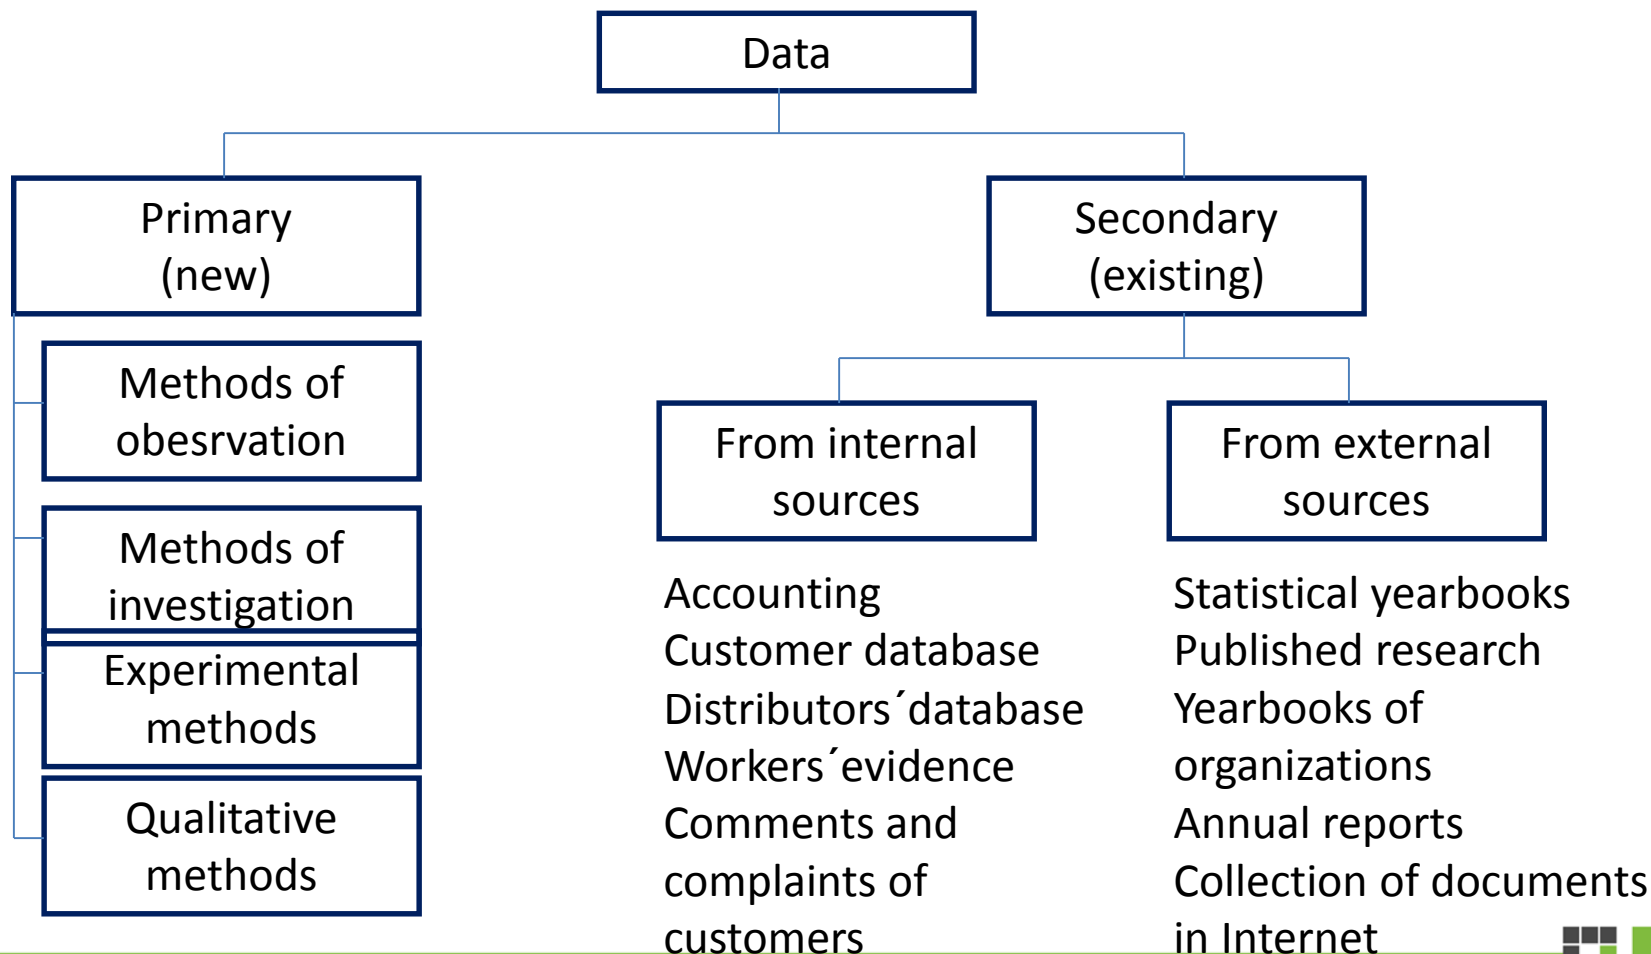 Data
Primary
(new)
Secondary
(existing)
Methods of
obesrvation
Methods of
investigation
Experimental
methods
Qualitative
methods
From internal
sources
Accounting
Customer database
Distributors´database
Workers´evidence
Comments and
complaints of
customers
From external
sources
Statistical yearbooks
Published research
Yearbooks of
organizations
Annual reports
Collection of documents
in Internet